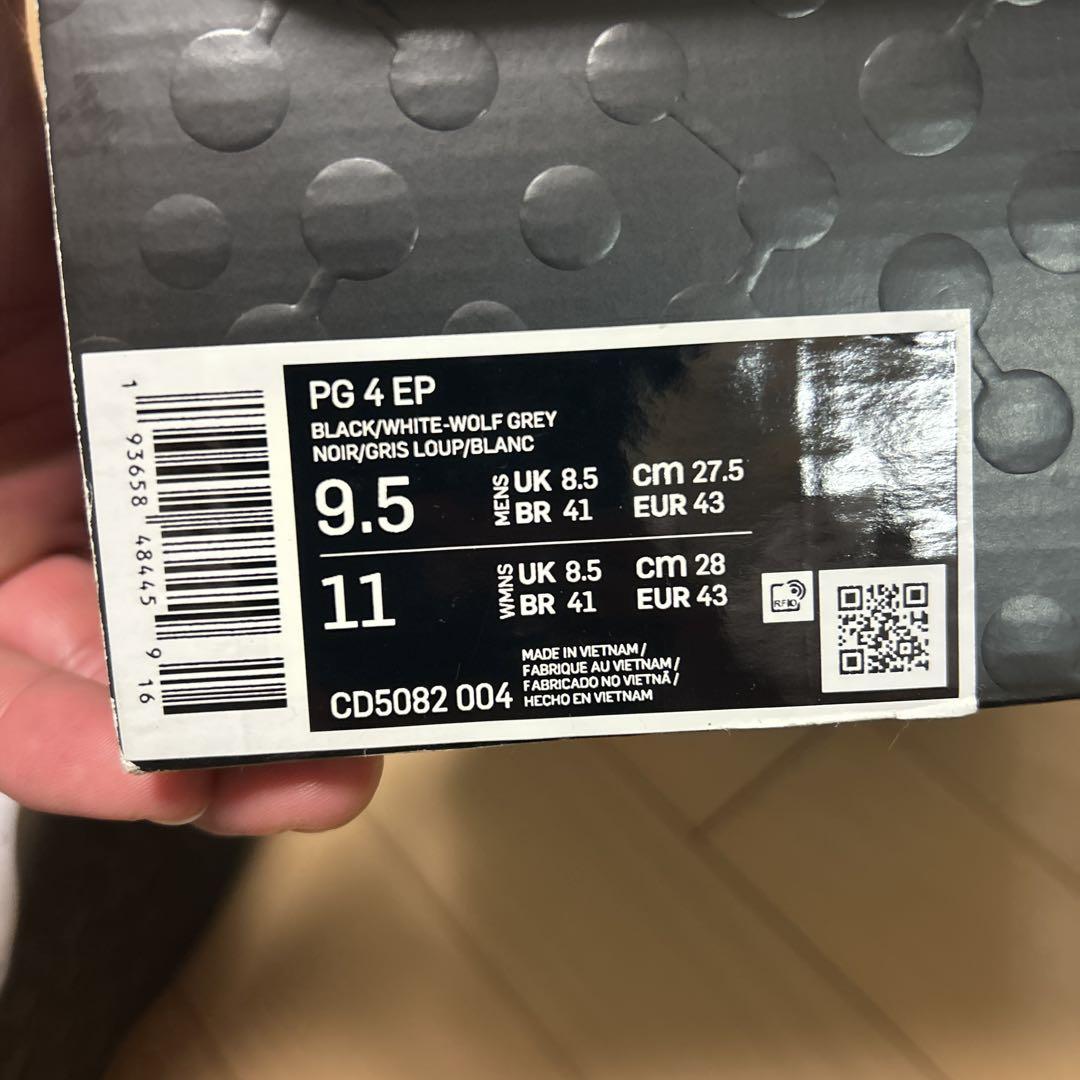 PG 4 EP
BLACK/WHITE-WOLF GREY
NOIR/GRIS LOUP/BLANC
9.5
MENS
UK 8.5
BR 41
cm 27.5
EUR 43
11
WMNS
UK 8.5
BR 41
cm 28
EUR 43
RFID
CD5082 004
MADE IN VIETNAM /
FABRIQUE AU VIETNAM /
FABRICADO NO VIETNÃ /
HECHO EN VIETNAM
1 93658 48445 9 16